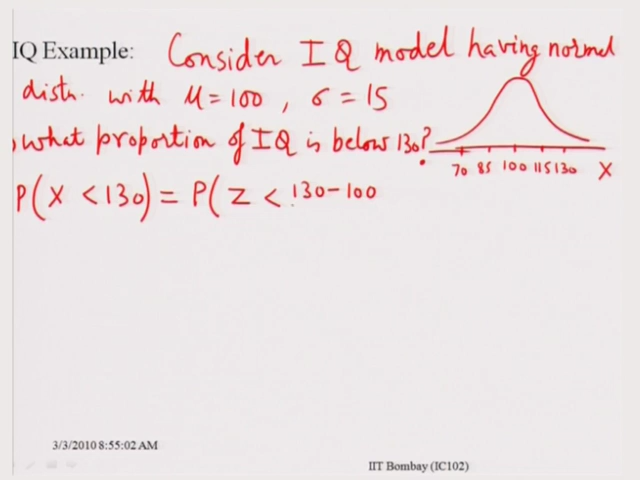 IQ Example: Consider IQ model having normal
distn. with μ = 100, σ = 15
, what proportion of IQ is below 130?
70 85 100 115 130 X
P(X < 130) = P(Z < 130 - 100
3/3/2010 8:55:02 AM
IIT Bombay (IC102)